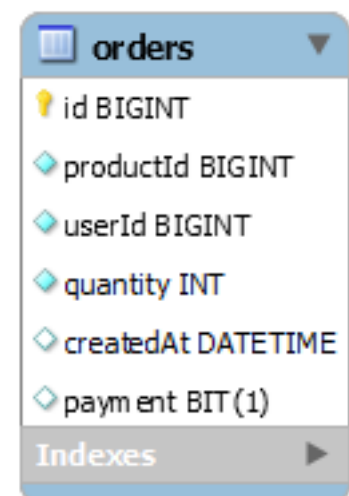 orders
id BIGINT
productId BIGINT
userId BIGINT
quantity INT
createdAt DATETIME
payment BIT(1)
Indexes